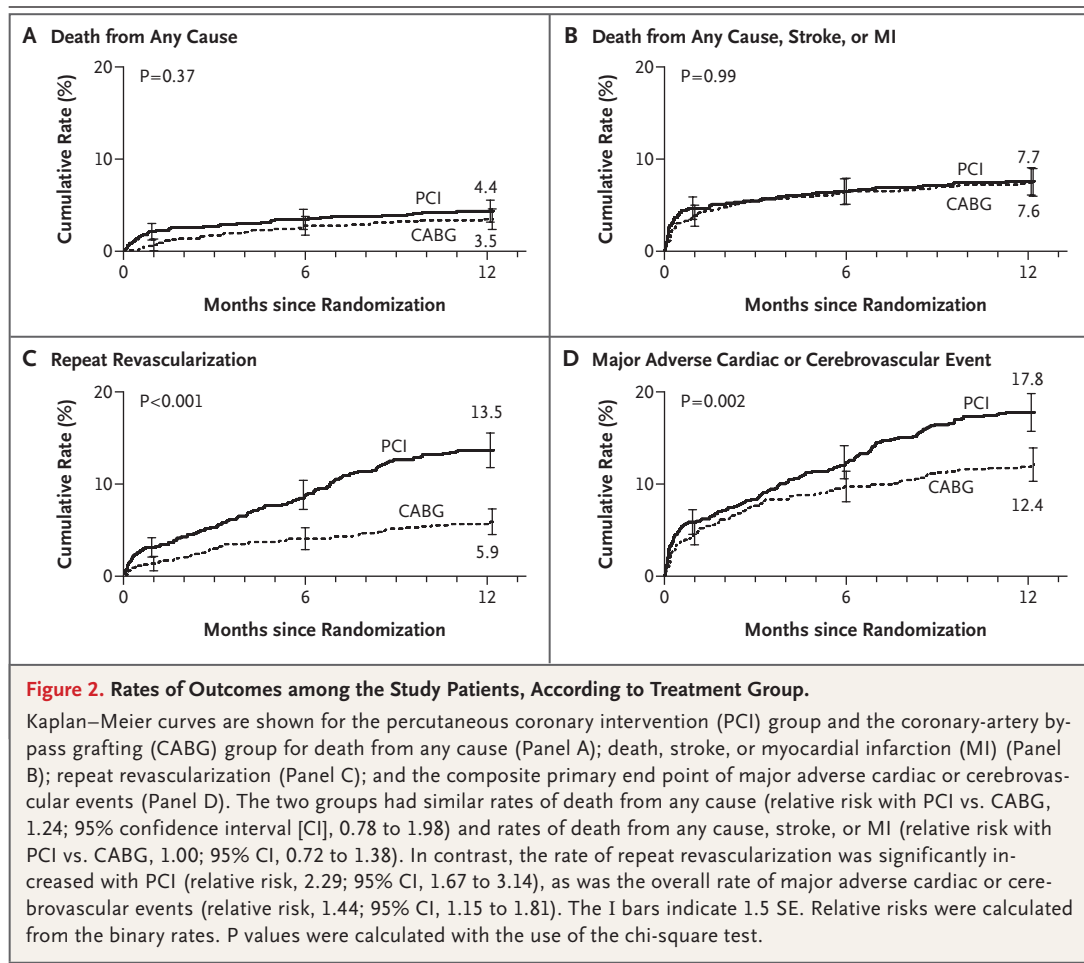 A Death from Any Cause
20
P=0.37
Cumulative Rate (%)
10
4.4
PCI
CABG
3.5
0
0
6
12
Months since Randomization
B Death from Any Cause, Stroke, or MI
20
P=0.99
Cumulative Rate (%)
10
7.7
PCI
CABG
7.6
0
0
6
12
Months since Randomization
C Repeat Revascularization
20
P<0.001
Cumulative Rate (%)
13.5
PCI
10
CABG
5.9
0
0
6
12
Months since Randomization
D Major Adverse Cardiac or Cerebrovascular Event
20
17.8
P=0.002
PCI
Cumulative Rate (%)
10
CABG
12.4
0
0
6
12
Months since Randomization
Figure 2. Rates of Outcomes among the Study Patients, According to Treatment Group.
Kaplan–Meier curves are shown for the percutaneous coronary intervention (PCI) group and the coronary-artery by-
pass grafting (CABG) group for death from any cause (Panel A); death, stroke, or myocardial infarction (MI) (Panel
B); repeat revascularization (Panel C); and the composite primary end point of major adverse cardiac or cerebrovas-
cular events (Panel D). The two groups had similar rates of death from any cause (relative risk with PCI vs. CABG,
1.24; 95% confidence interval [CI], 0.78 to 1.98) and rates of death from any cause, stroke, or MI (relative risk with
PCI vs. CABG, 1.00; 95% CI, 0.72 to 1.38). In contrast, the rate of repeat revascularization was significantly in-
creased with PCI (relative risk, 2.29; 95% CI, 1.67 to 3.14), as was the overall rate of major adverse cardiac or cere-
brovascular events (relative risk, 1.44; 95% CI, 1.15 to 1.81). The I bars indicate 1.5 SE. Relative risks were calculated
from the binary rates. P values were calculated with the use of the chi-square test.